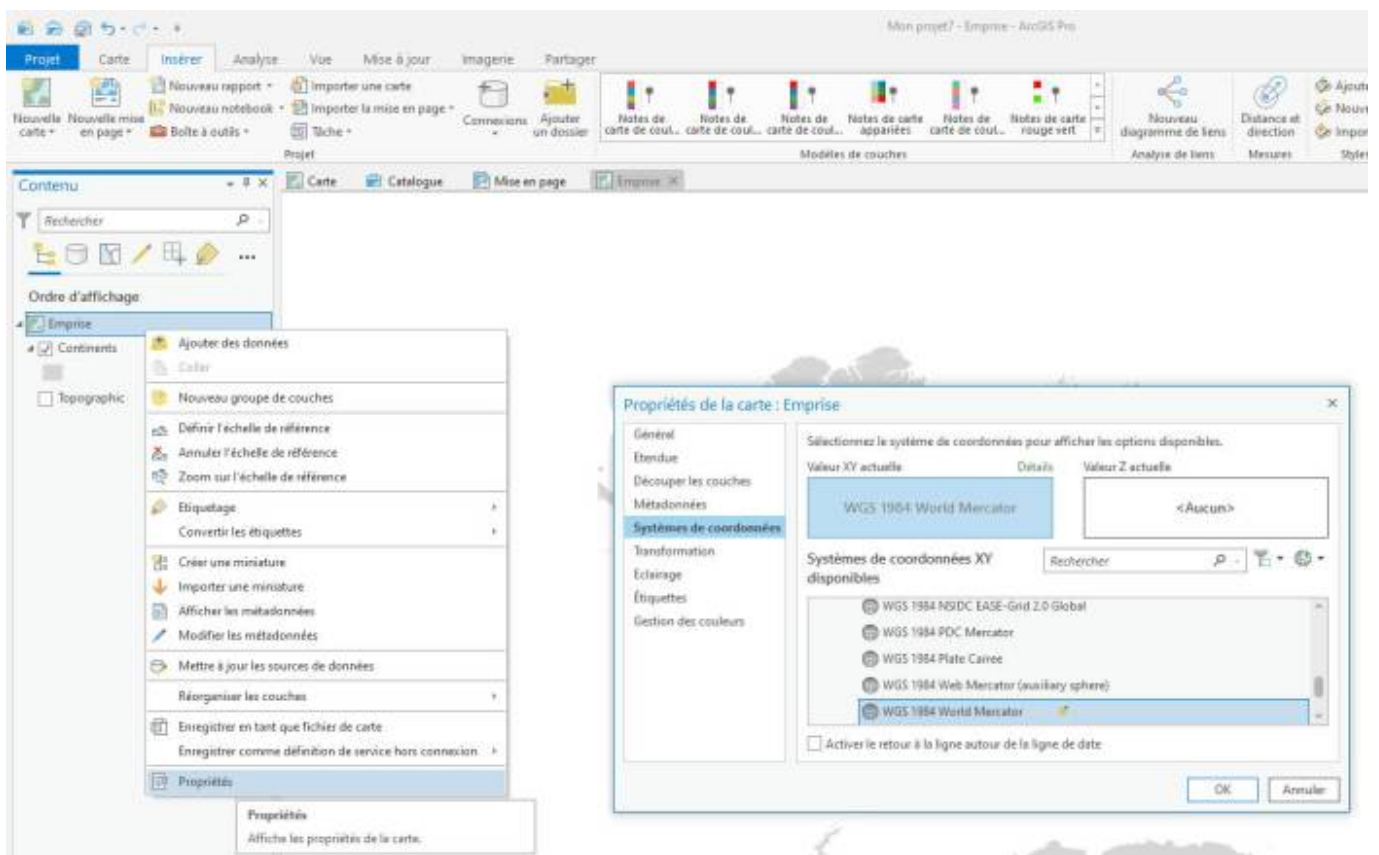 Mon projet7 - Emprise - ArcGIS Pro
Projet Carte Insérer Analyse Vue Mise à jour Imagerie Partager
Nouvelle carte
Nouvelle mise en page
Nouveau rapport
Nouveau notebook
Boîte à outils
Importer une carte
Importer la mise en page
Tâche
Connexions
Ajouter un dossier
Notes de carte de coul...
Notes de carte de coul...
Notes de carte de coul...
Notes de carte appariées
Notes de carte de coul...
Notes de carte rouge vert
Nouveau diagramme de liens
Distance et direction
Ajoute
Nouv
Impor
Projet
Modèles de couches
Analyse de liens
Mesures
Styles
Contenu
Carte Catalogue Mise en page Emprise
Rechercher
Ordre d'affichage
Emprise
Continents
Topographic
Ajouter des données
Coller
Nouveau groupe de couches
Définir l'échelle de référence
Annuler l'échelle de référence
Zoom sur l'échelle de référence
Etiquetage
Convertir les étiquettes
Créer une miniature
Importer une miniature
Afficher les métadonnées
Modifier les métadonnées
Mettre à jour les sources de données
Réorganiser les couches
Enregistrer en tant que fichier de carte
Enregistrer comme définition de service hors connexion
Propriétés
Propriétés
Affiche les propriétés de la carte.
Propriétés de la carte : Emprise
Général
Etendue
Découper les couches
Métadonnées
Systèmes de coordonnées
Transformation
Eclairage
Étiquettes
Gestion des couleurs
Sélectionnez le système de coordonnées pour afficher les options disponibles.
Valeur XY actuelle Détails Valeur Z actuelle
WGS 1984 World Mercator
<Aucun>
Systèmes de coordonnées XY disponibles
Rechercher
WGS 1984 NSIDC EASE-Grid 2.0 Global
WGS 1984 PDC Mercator
WGS 1984 Plate Carree
WGS 1984 Web Mercator (auxiliary sphere)
WGS 1984 World Mercator
Activer le retour à la ligne autour de la ligne de date
OK Annuler